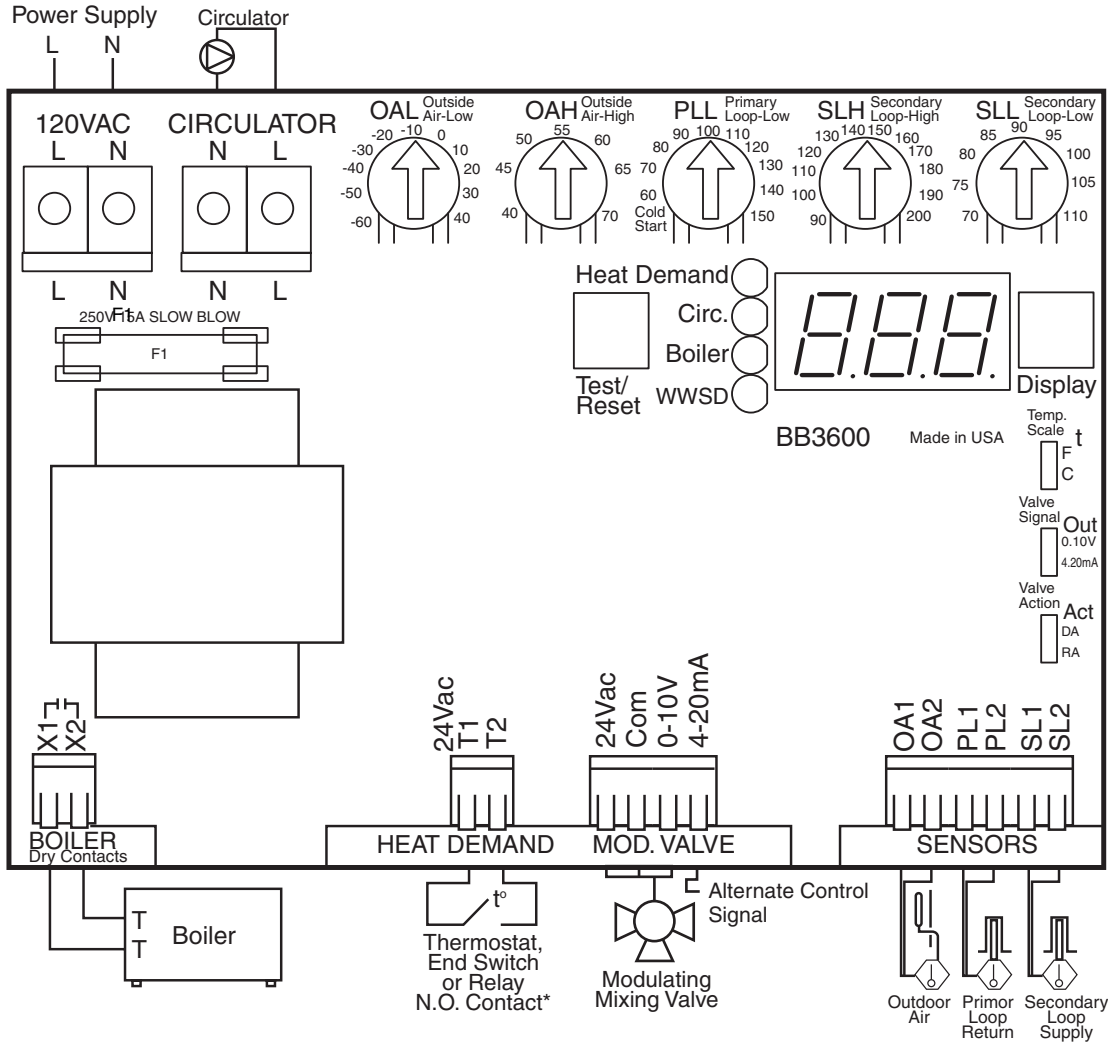 Power Supply
L N
Circulator
120VAC
L N
CIRCULATOR
N L
OAL Outside Air-Low
-60 -50 -40 -30 -20 -10 0 10 20 30 40
OAH Outside Air-High
40 45 50 55 60 65 70
PLL Primary Loop-Low
Cold Start
60 70 80 90 100 110 120 130 140 150
SLH Secondary Loop-High
90 100 110 120 130 140 150 160 170 180 190 200
SLL Secondary Loop-Low
70 75 80 85 90 95 100 105 110
L N N L
F1
250V 15A SLOW BLOW
F1
Heat Demand
Circ.
Boiler
WWSD
Test/
Reset
8.8.8.
Display
BB3600
Made in USA
Temp.
Scale t
F
C
Valve
Signal Out
0.10V
4.20mA
Valve
Action Act
DA
RA
X1
X2
24Vac
T1
T2
24Vac
Com
0-10V
4-20mA
OA1
OA2
PL1
PL2
SL1
SL2
BOILER
Dry Contacts
HEAT DEMAND
MOD. VALVE
SENSORS
T
T
Boiler
t°
Thermostat,
End Switch
or Relay
N.O. Contact*
Alternate Control
Signal
Modulating
Mixing Valve
Outdoor
Air
Primor
Loop
Return
Secondary
Loop
Supply